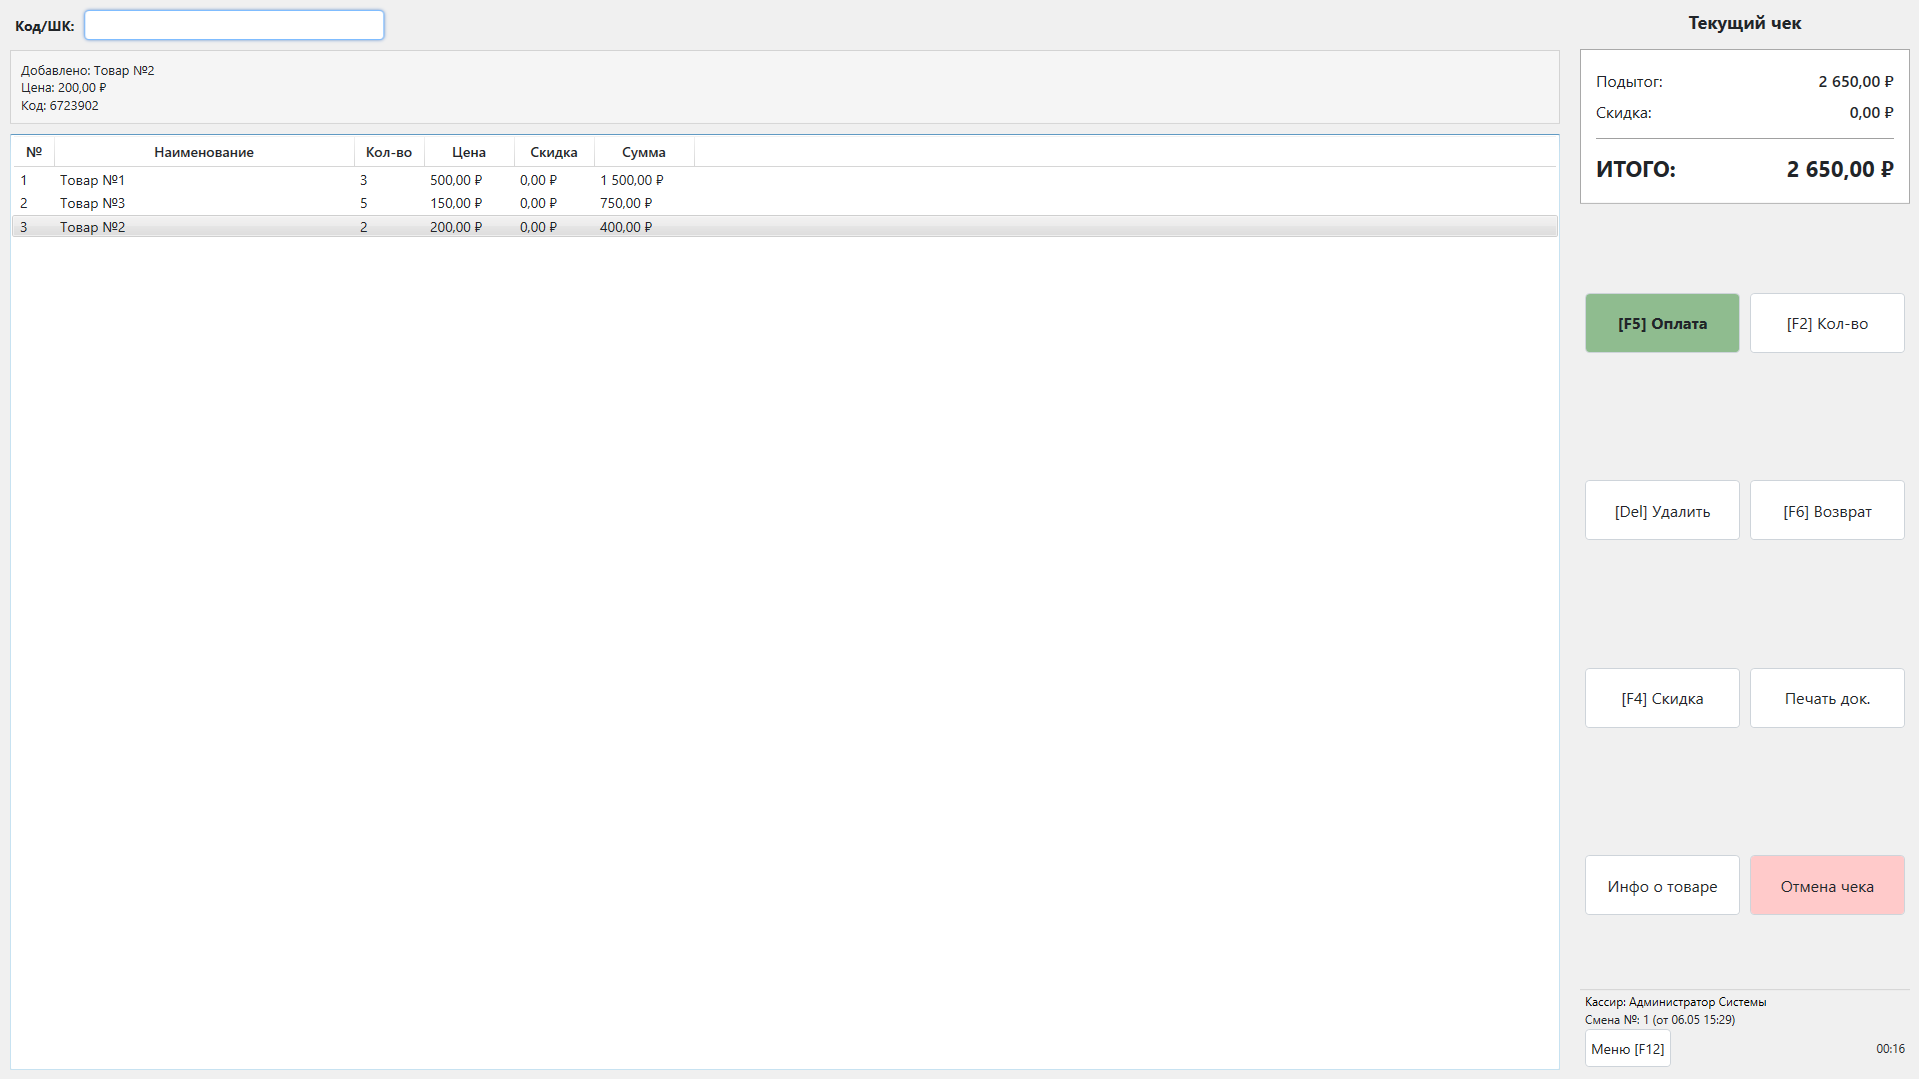 Код/ШК:
Добавлено: Товар №2
Цена: 200,00 ₽
Код: 6723902
№ Наименование Кол-во Цена Скидка Сумма
1 Товар №1 3 500,00 ₽ 0,00 ₽ 1 500,00 ₽
2 Товар №3 5 150,00 ₽ 0,00 ₽ 750,00 ₽
3 Товар №2 2 200,00 ₽ 0,00 ₽ 400,00 ₽
Текущий чек
Подытог: 2 650,00 ₽
Скидка: 0,00 ₽
ИТОГО: 2 650,00 ₽
[F5] Оплата [F2] Кол-во
[Del] Удалить [F6] Возврат
[F4] Скидка Печать док.
Инфо о товаре Отмена чека
Кассир: Администратор Системы
Смена №: 1 (от 06.05 15:29)
Меню [F12] 00:16